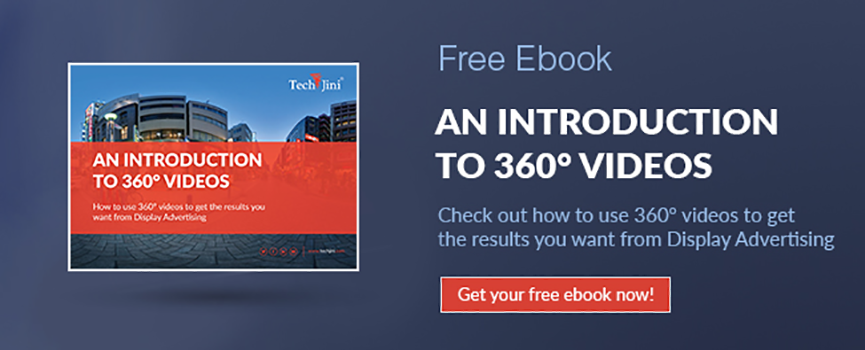 TechJini®
AN INTRODUCTION
TO 360° VIDEOS
How to use 360° videos to get the results you
want from Display Advertising
Free Ebook
AN INTRODUCTION
TO 360° VIDEOS
Check out how to use 360° videos to get
the results you want from Display Advertising
Get your free ebook now!